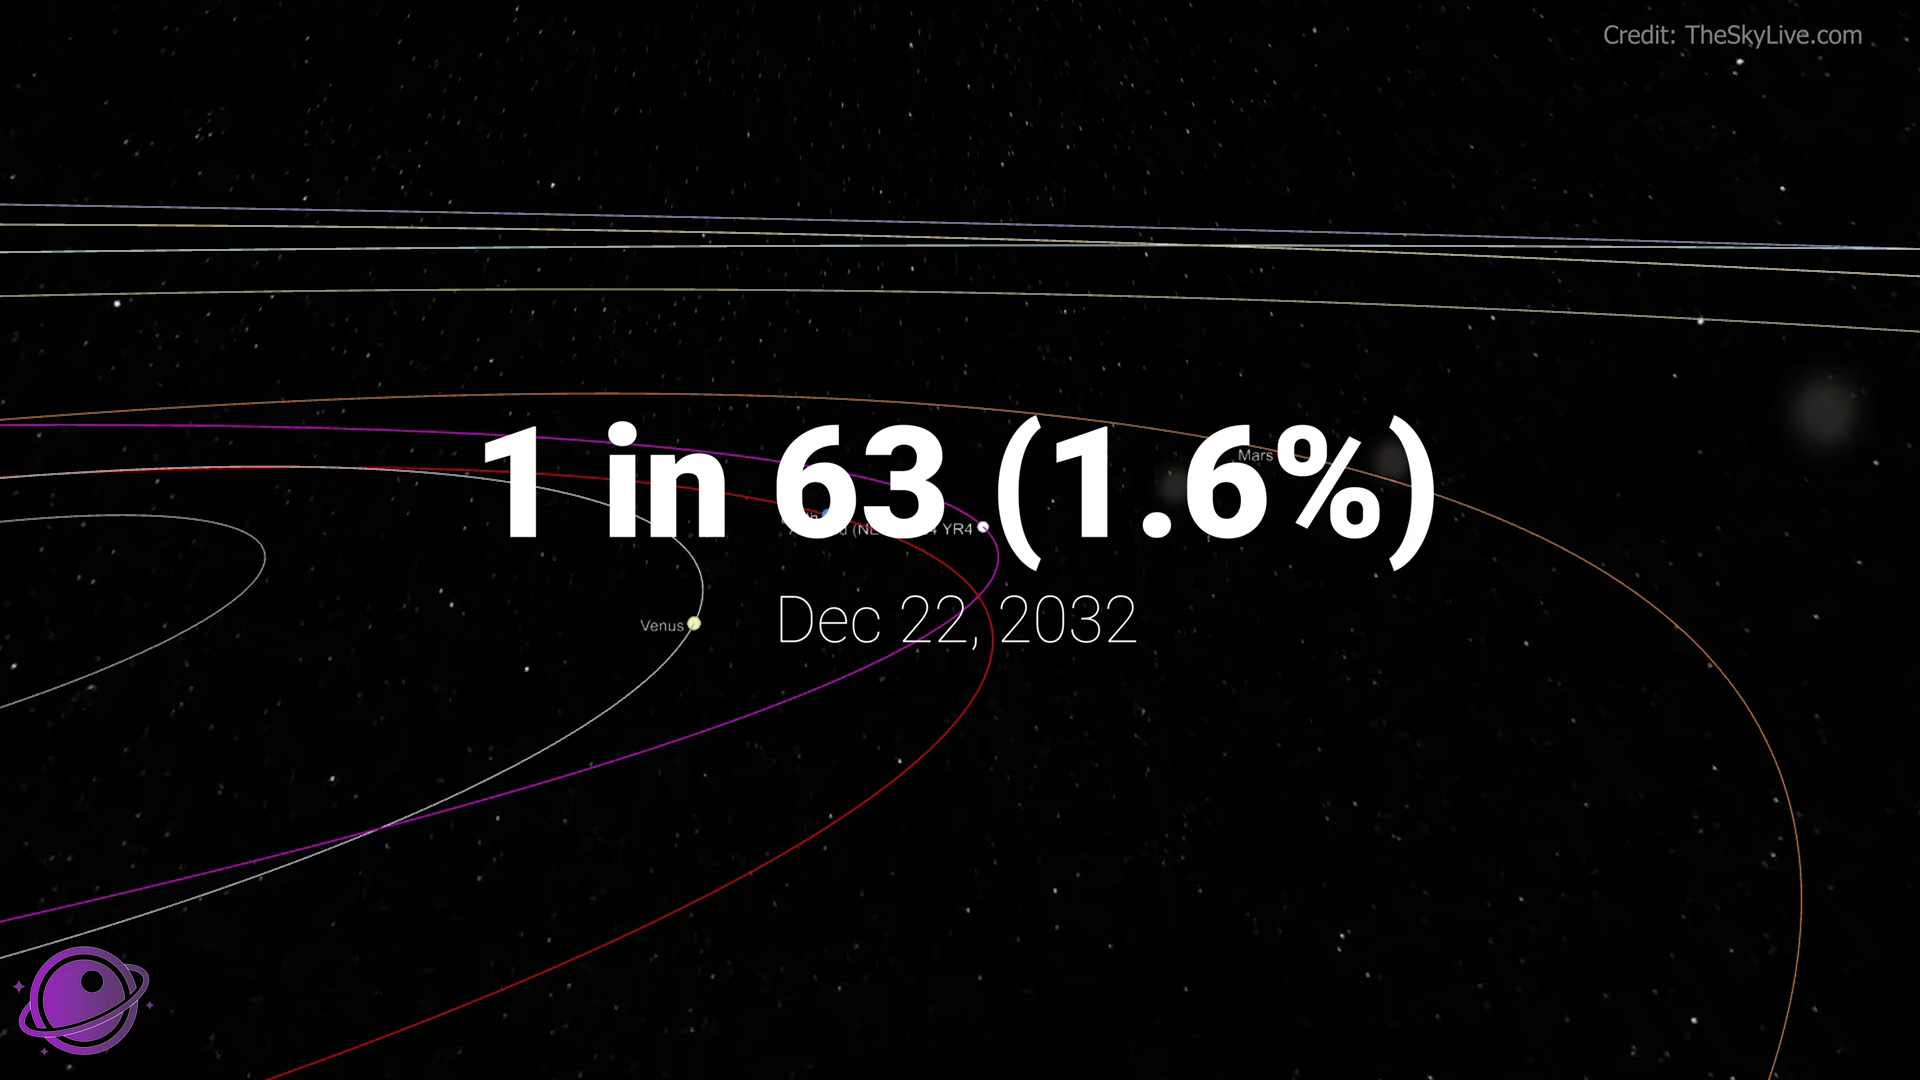 Credit: TheSkyLive.com
1 in 63 (1.6%)
Mars
YR4
Venus
Dec 22, 2032